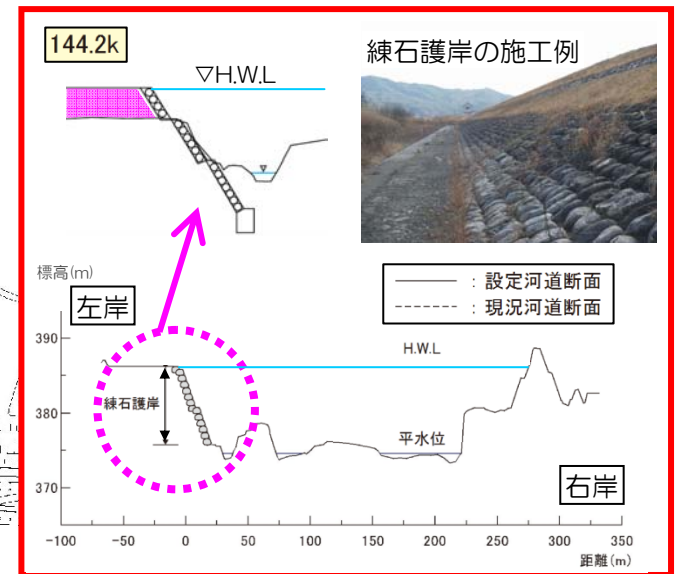 144.2k
▽H.W.L
練石護岸の施工例
標高(m)
左岸
―――― : 設定河道断面
------ : 現況河道断面
390
H.W.L
練石護岸
380
平水位
370
右岸
-100 -50 0 50 100 150 200 250 300 350
距離(m)